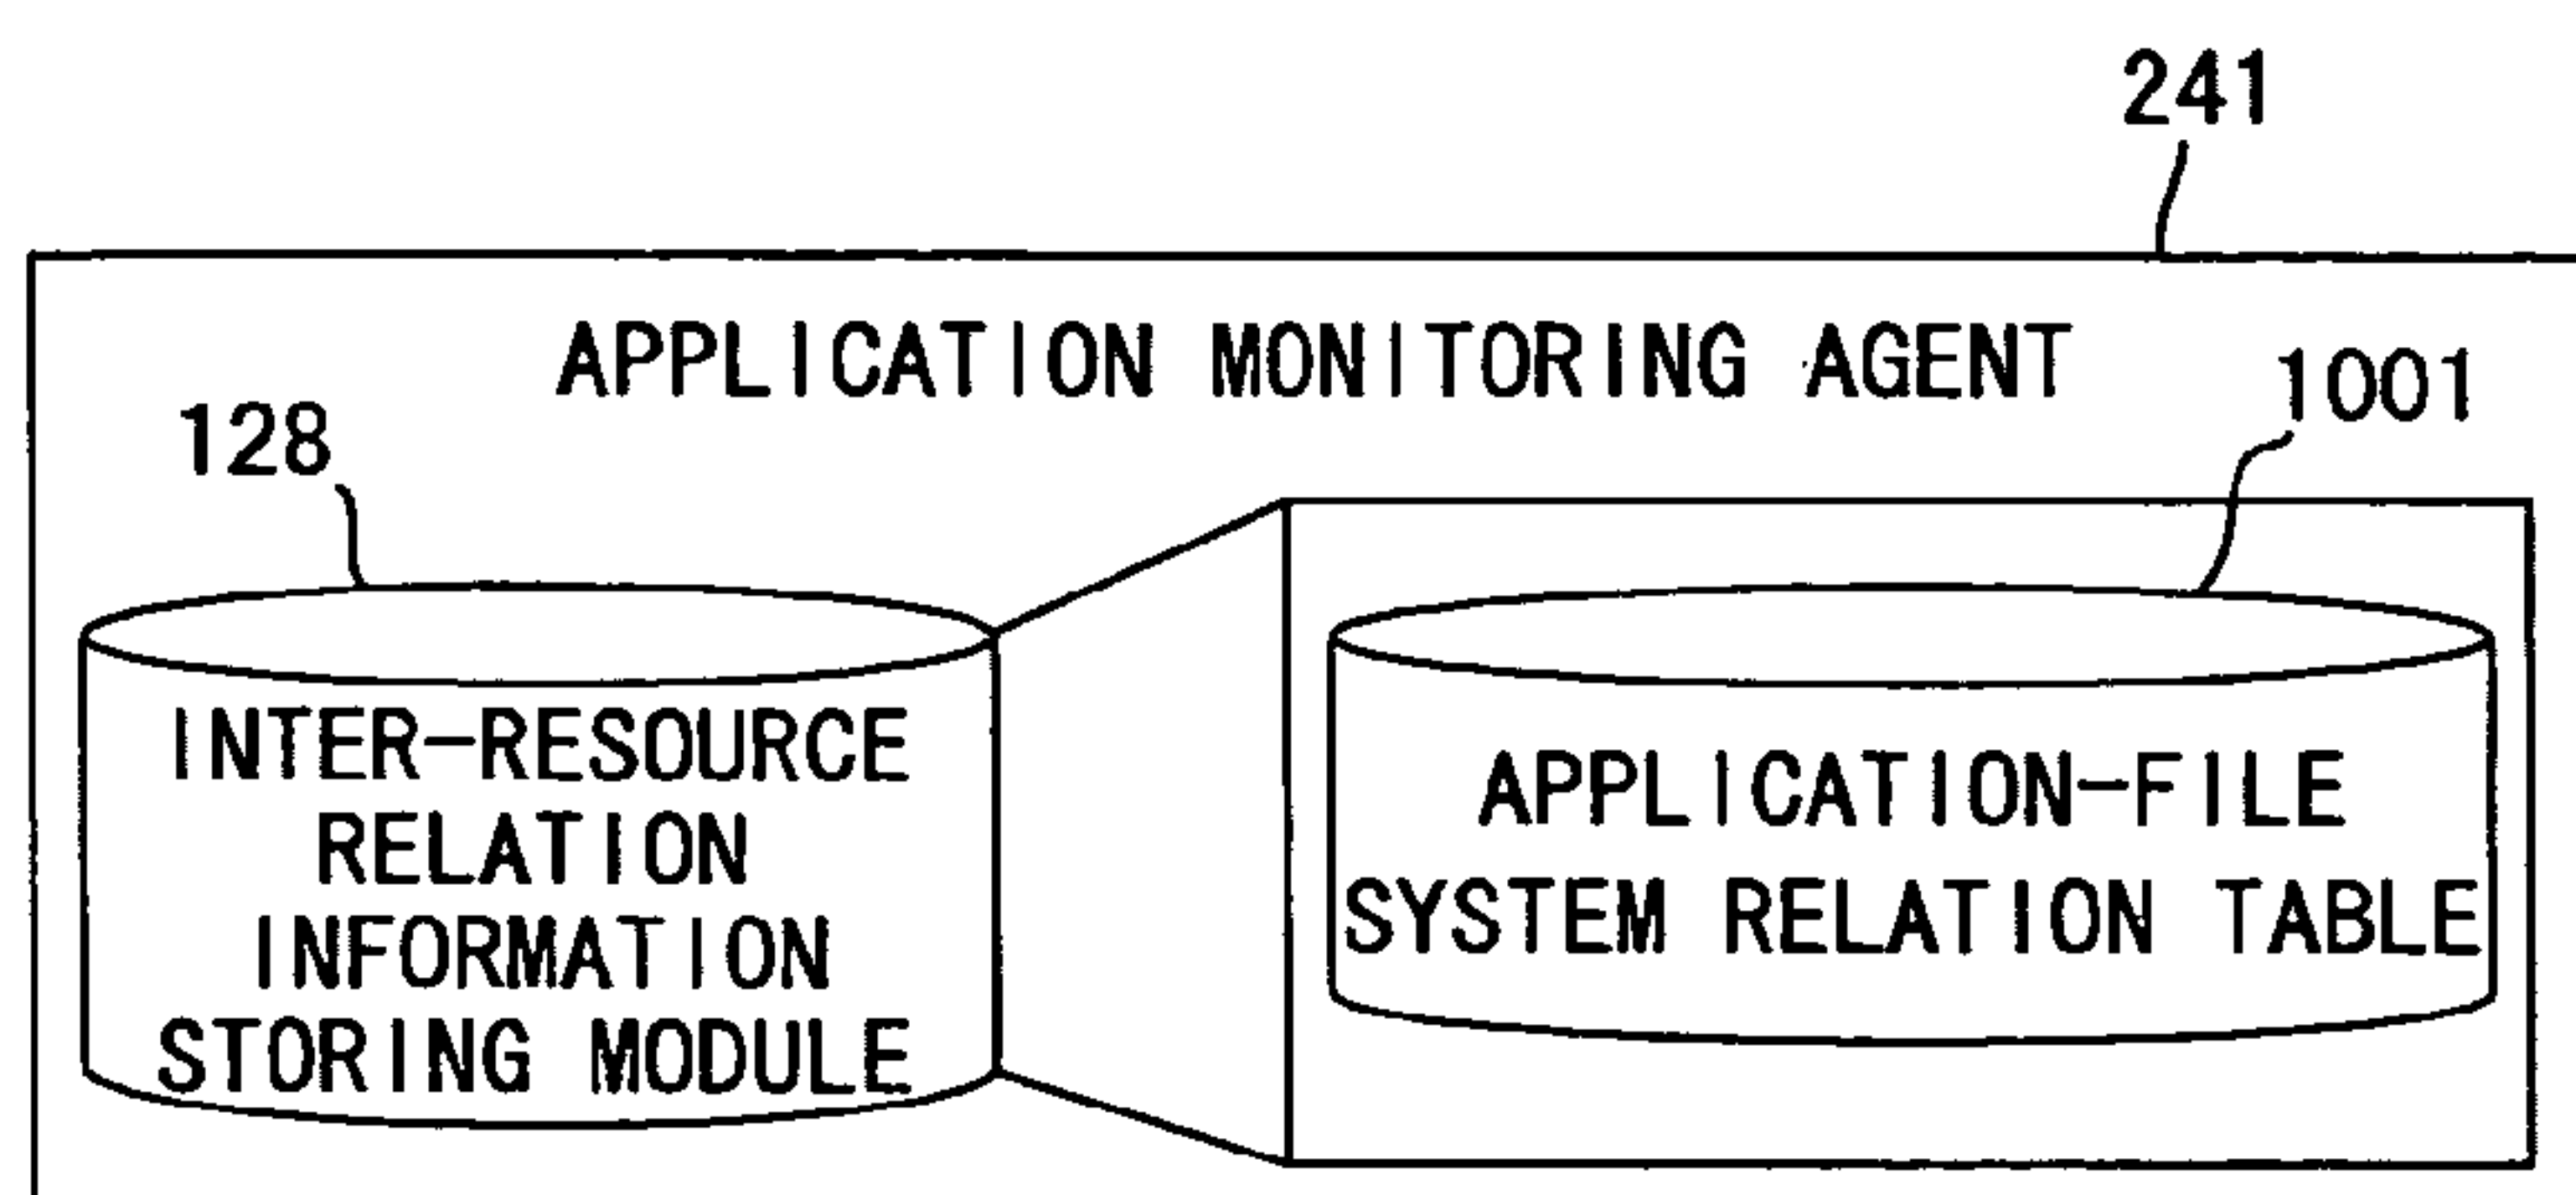 241
APPLICATION MONITORING AGENT
128
1001
INTER-RESOURCE
RELATION
INFORMATION
STORING MODULE
APPLICATION-FILE
SYSTEM RELATION TABLE